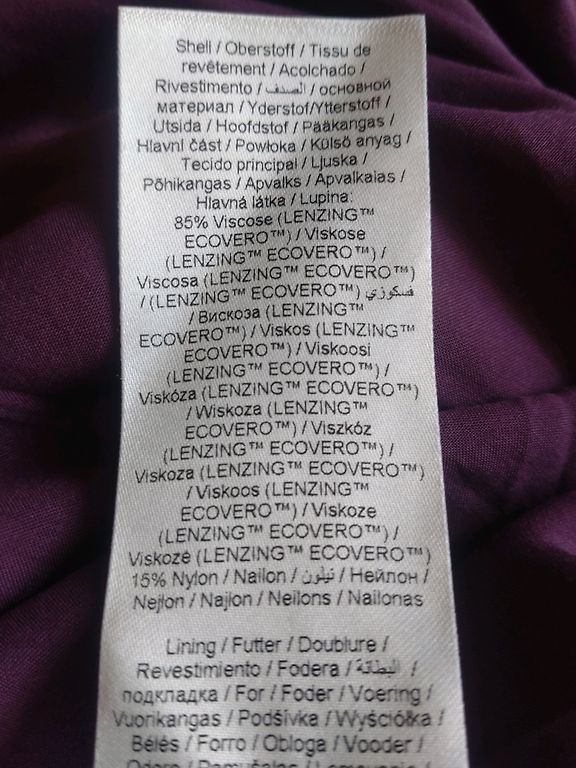 Shell / Oberstoff / Tissu de
revêtement / Acolchado /
Rivestimento / الصدف / основной
материал / Yderstof/Ytterstoff /
Utsida / Hoofdstof / Pääkangas /
Hlavní část / Powłoka / Külső anyag /
Tecido principal / Ljuska /
Põhikangas / Apvalks / Apvalkalas /
Hlavná látka / Lupina:
85% Viscose (LENZING™
ECOVERO™) / Viskose
(LENZING™ ECOVERO™) /
Viscosa (LENZING™ ECOVERO™)
/ (LENZING™ ECOVERO™) فسكوزي
/ Вискоза (LENZING™
ECOVERO™) / Viskos (LENZING™
ECOVERO™) / Viskoosi
(LENZING™ ECOVERO™) /
Viskóza (LENZING™ ECOVERO™)
/ Wiskoza (LENZING™
ECOVERO™) / Viszkóz
(LENZING™ ECOVERO™) /
Viskoza (LENZING™ ECOVERO™)
/ Viskoos (LENZING™
ECOVERO™) / Viskoze
(LENZING™ ECOVERO™) /
Viskozė (LENZING™ ECOVERO™)
15% Nylon / Nailon / نيلون / Нейлон /
Nejlon / Najlon / Neilons / Nailonas
Lining / Futter / Doublure /
Revestimiento / Fodera / البطانة /
подкладка / For / Foder / Voering /
Vuorikangas / Podšívka / Wyściółka /
Bélés / Forro / Obloga / Vooder /